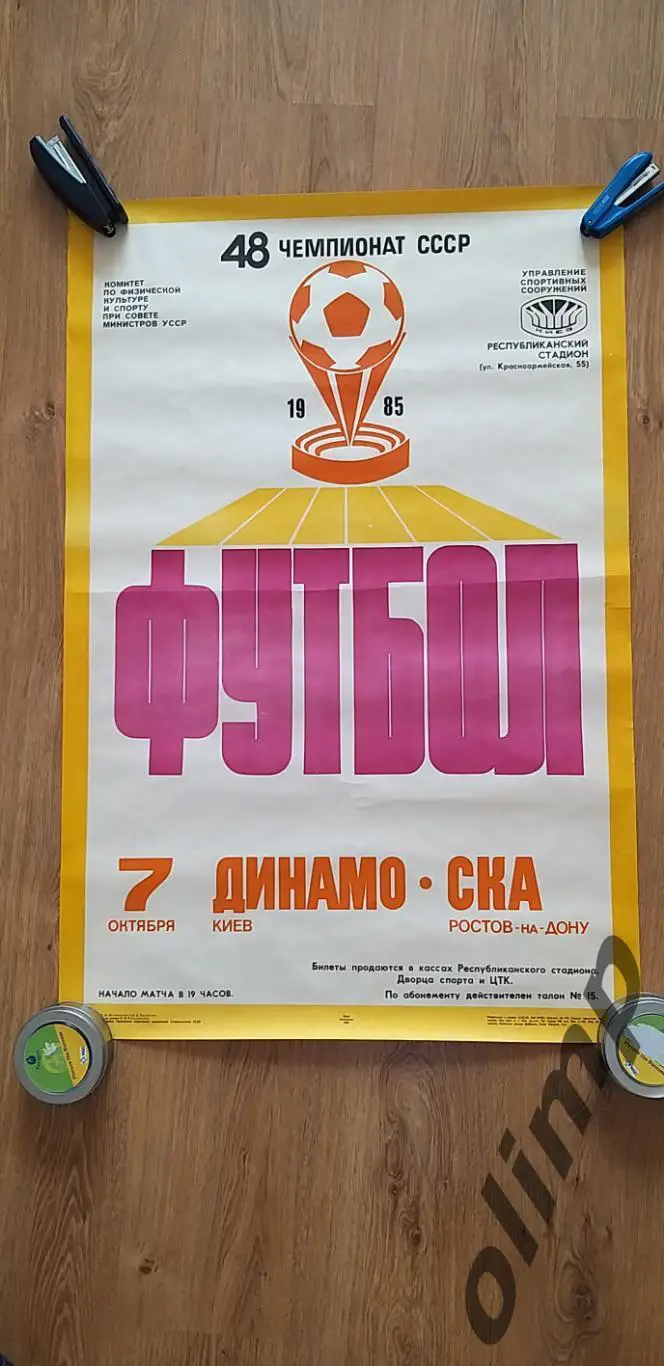 48 ЧЕМПИОНАТ СССР
КОМИТЕТ
ПО ФИЗИЧЕСКОЙ
КУЛЬТУРЕ
И СПОРТУ
ПРИ СОВЕТЕ
МИНИСТРОВ УССР
УПРАВЛЕНИЕ
СПОРТИВНЫХ
СООРУЖЕНИЙ
КИЕВ
РЕСПУБЛИКАНСКИЙ
СТАДИОН
(ул. Красноармейская, 55)
19 85
ФУТБОЛ
7 ДИНАМО · СКА
ОКТЯБРЯ КИЕВ РОСТОВ-НА-ДОНУ
Билеты продаются в кассах Республиканского стадиона,
Дворца спорта и ЦТК.
НАЧАЛО МАТЧА В 19 ЧАСОВ. По абонементу действителен талон № 15.
olimp